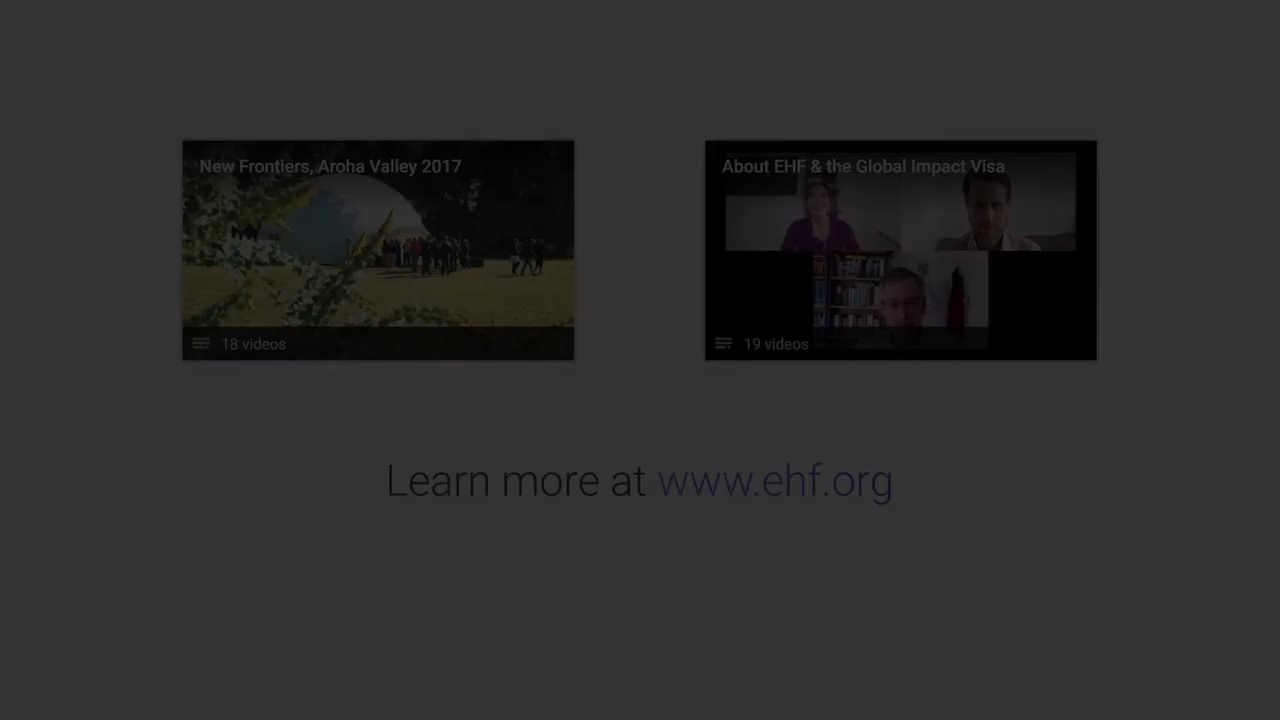 New Frontiers, Aroha Valley 2017
18 videos
About EHF & the Global Impact Visa
19 videos
Learn more at www.ehf.org